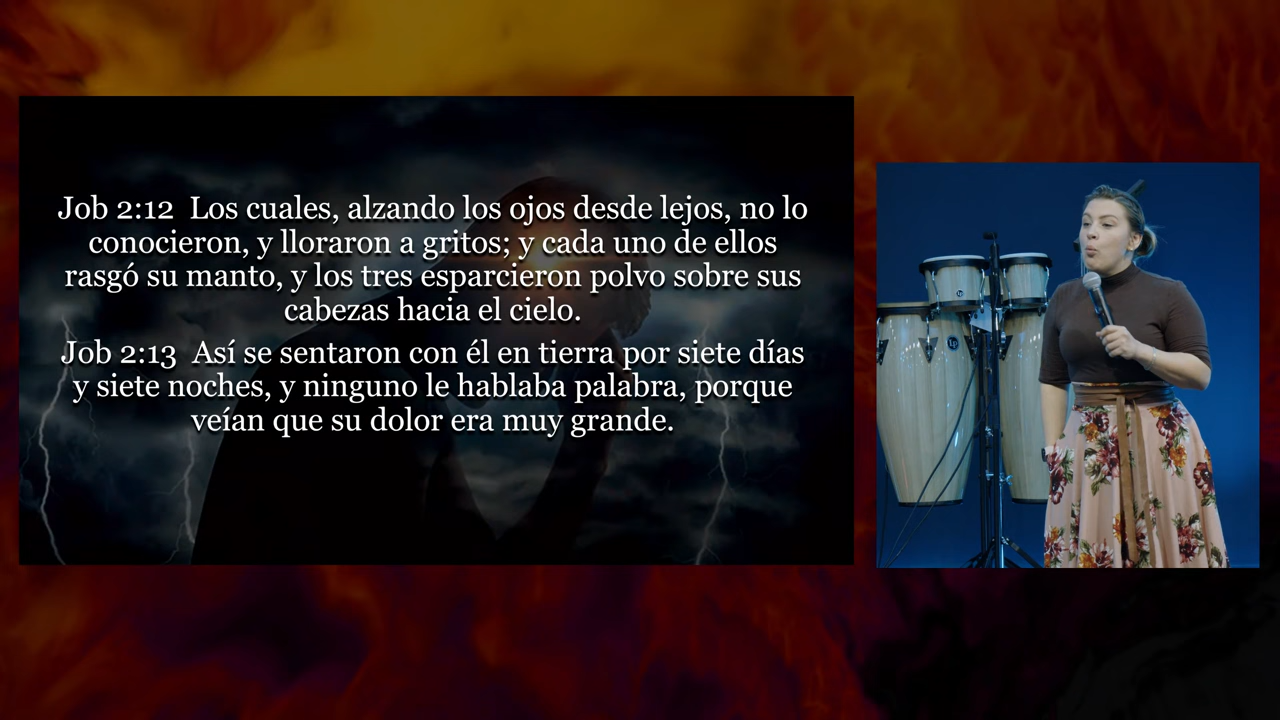 Job 2:12  Los cuales, alzando los ojos desde lejos, no lo
conocieron, y lloraron a gritos; y cada uno de ellos
rasgó su manto, y los tres esparcieron polvo sobre sus
cabezas hacia el cielo.
Job 2:13  Así se sentaron con él en tierra por siete días
y siete noches, y ninguno le hablaba palabra, porque
veían que su dolor era muy grande.